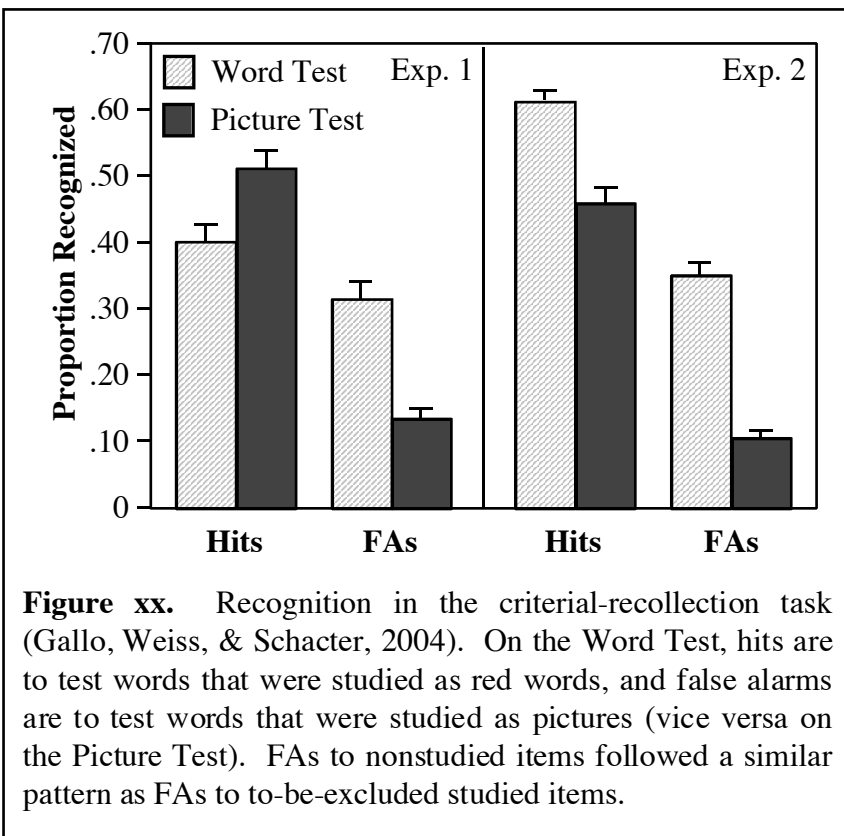 .70
Word Test Exp. 1 Exp. 2
.60
Picture Test
.50
.40
.30
.20
.10
0
Proportion Recognized
Hits FAs Hits FAs
Figure xx. Recognition in the criterial-recollection task
(Gallo, Weiss, & Schacter, 2004). On the Word Test, hits are
to test words that were studied as red words, and false alarms
are to test words that were studied as pictures (vice versa on
the Picture Test). FAs to nonstudied items followed a similar
pattern as FAs to to-be-excluded studied items.